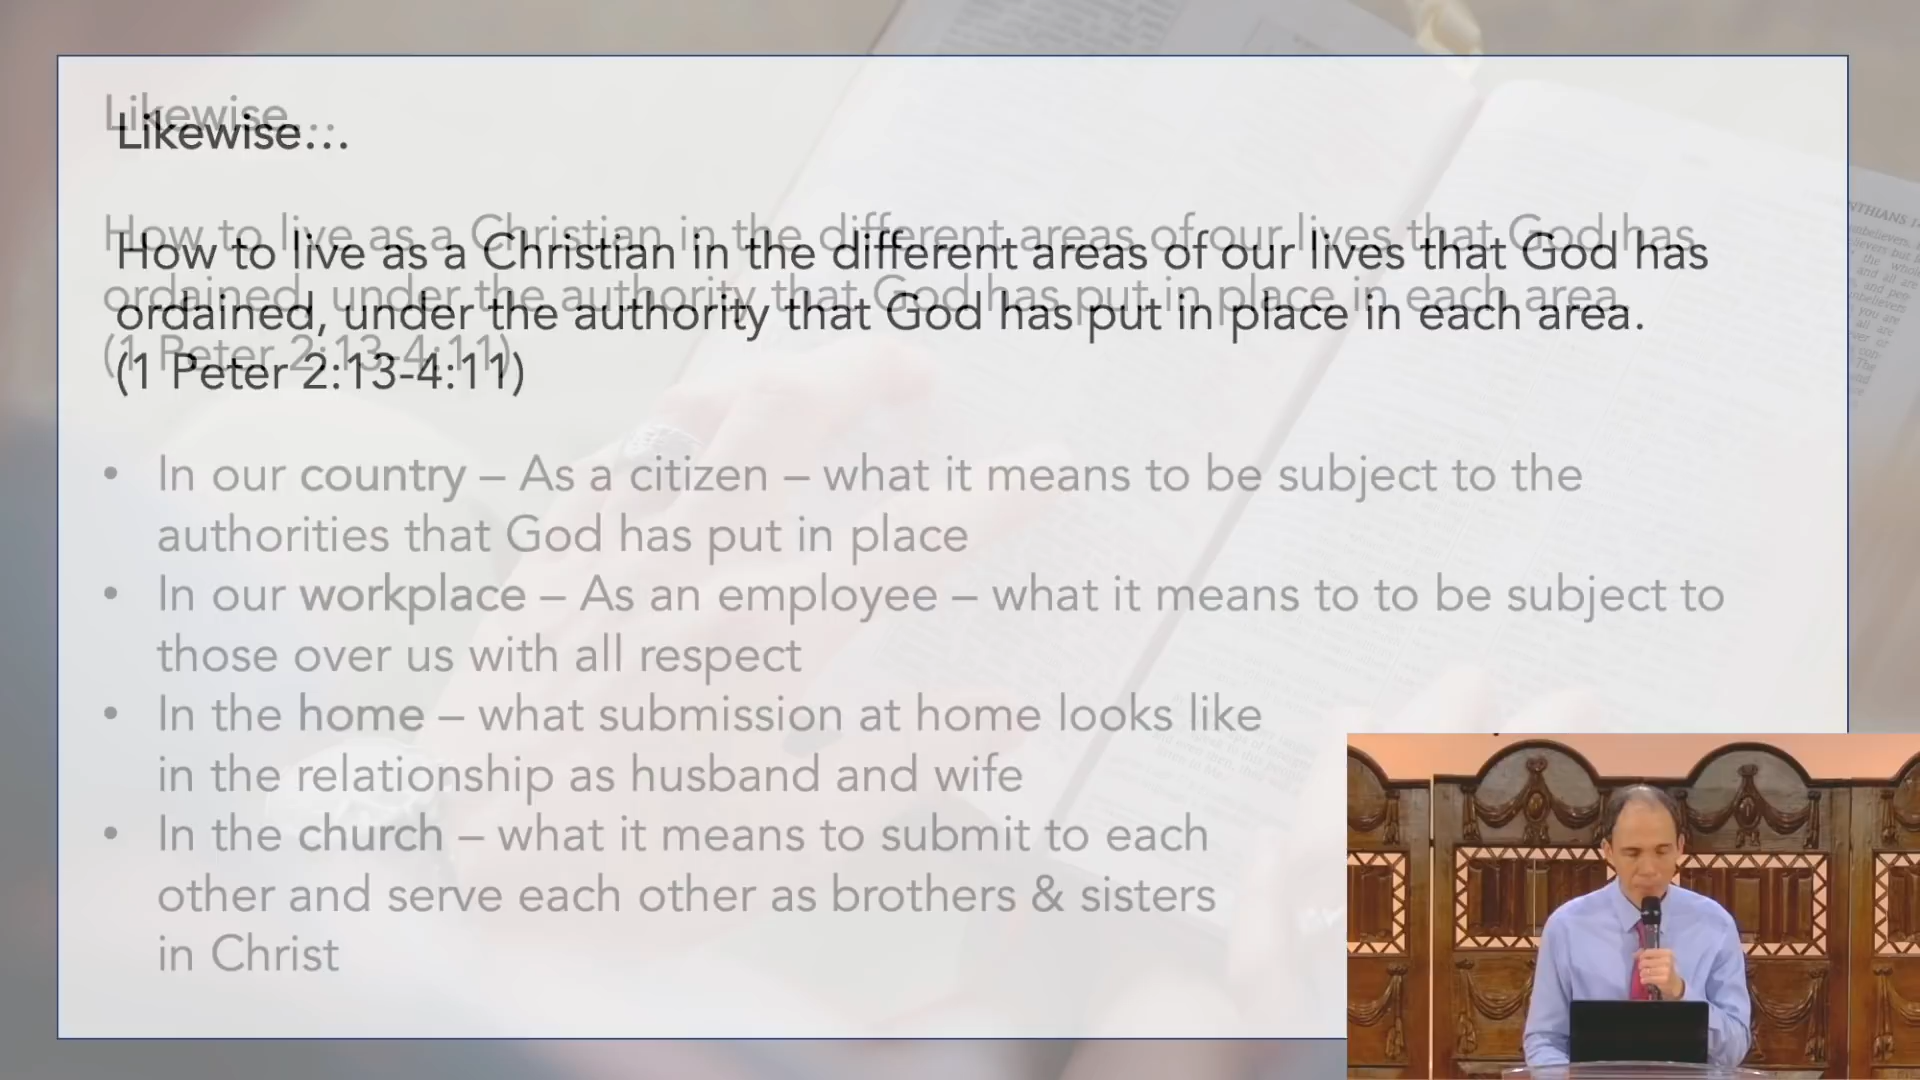 Likewise...
How to live as a Christian in the different areas of our lives that God has
ordained, under the authority that God has put in place in each area.
(1 Peter 2:13-4:11)
• In our country – As a citizen – what it means to be subject to the
authorities that God has put in place
• In our workplace – As an employee – what it means to to be subject to
those over us with all respect
• In the home – what submission at home looks like
in the relationship as husband and wife
• In the church – what it means to submit to each
other and serve each other as brothers & sisters
in Christ